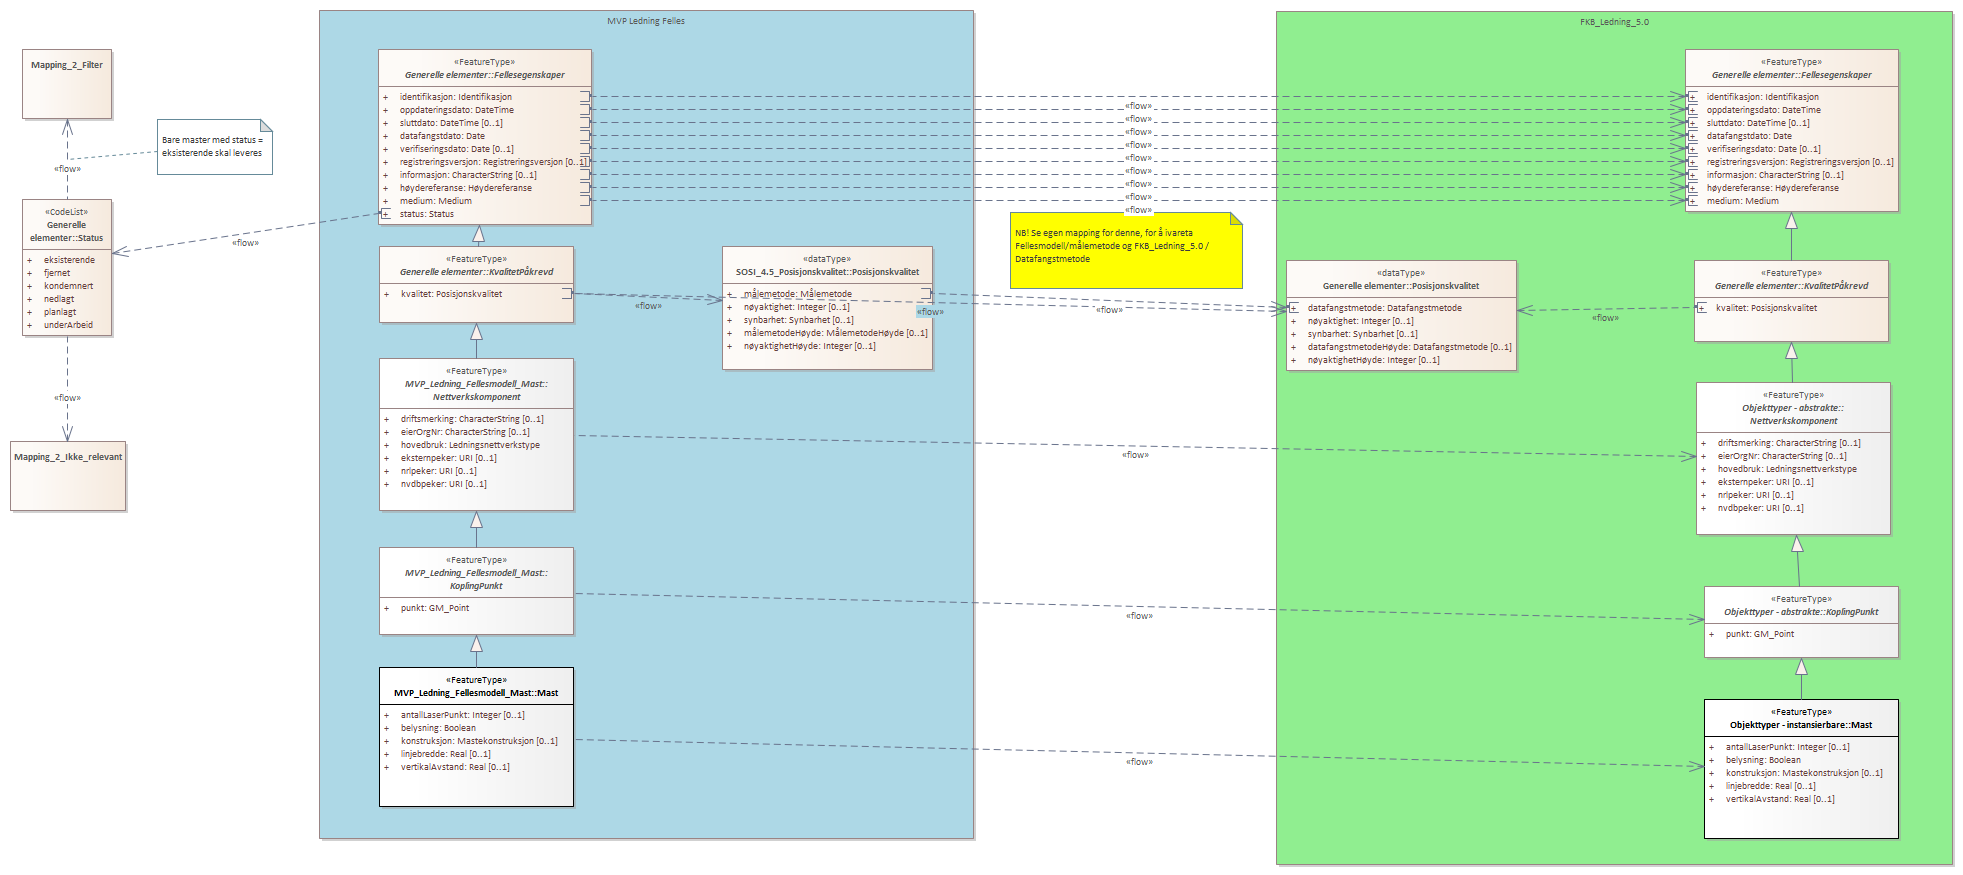 MVP Ledning Felles
FKB_Ledning_5.0
Mapping_2_Filter
Bare master med status =
eksisterende skal leveres
«flow»
«CodeList»
Generelle
elementer::Status
+ eksisterende
+ fjernet
+ kondemnert
+ nedlagt
+ planlagt
+ underArbeid
«flow»
Mapping_2_Ikke_relevant
«flow»
«FeatureType»
Generelle elementer::Fellesegenskaper
+ identifikasjon: Identifikasjon
+ oppdateringsdato: DateTime
+ sluttdato: DateTime [0..1]
+ datafangstdato: Date
+ verifiseringsdato: Date [0..1]
+ registreringsversjon: Registreringsversjon [0..1]
+ informasjon: CharacterString [0..1]
+ høydereferanse: Høydereferanse
+ medium: Medium
+ status: Status
«FeatureType»
Generelle elementer::KvalitetPåkrevd
+ kvalitet: Posisjonskvalitet
«flow»
«dataType»
SOSI_4.5_Posisjonskvalitet::Posisjonskvalitet
+ målemetode: Målemetode
+ nøyaktighet: Integer [0..1]
+ synbarhet: Synbarhet [0..1]
+ målemetodeHøyde: MålemetodeHøyde [0..1]
+ nøyaktighetHøyde: Integer [0..1]
«flow»
«FeatureType»
MVP_Ledning_Fellesmodell_Mast::
Nettverkskomponent
+ driftsmerking: CharacterString [0..1]
+ eierOrgNr: CharacterString [0..1]
+ hovedbruk: Ledningsnettverkstype
+ eksternpeker: URI [0..1]
+ nrlpeker: URI [0..1]
+ nvdbpeker: URI [0..1]
«FeatureType»
MVP_Ledning_Fellesmodell_Mast::
KoplingPunkt
+ punkt: GM_Point
«FeatureType»
MVP_Ledning_Fellesmodell_Mast::Mast
+ antallLaserPunkt: Integer [0..1]
+ belysning: Boolean
+ konstruksjon: Mastekonstruksjon [0..1]
+ linjebredde: Real [0..1]
+ vertikalAvstand: Real [0..1]
«flow»
«flow»
«flow»
«flow»
«flow»
«flow»
«flow»
«flow»
«flow»
NB! Se egen mapping for denne, for å ivareta
Fellesmodell/målemetode og FKB_Ledning_5.0 /
Datafangstmetode
«flow»
«flow»
«flow»
«flow»
«dataType»
Generelle elementer::Posisjonskvalitet
+ datafangstmetode: Datafangstmetode
+ nøyaktighet: Integer [0..1]
+ synbarhet: Synbarhet [0..1]
+ datafangstmetodeHøyde: Datafangstmetode [0..1]
+ nøyaktighetHøyde: Integer [0..1]
«flow»
«FeatureType»
Generelle elementer::Fellesegenskaper
+ identifikasjon: Identifikasjon
+ oppdateringsdato: DateTime
+ sluttdato: DateTime [0..1]
+ datafangstdato: Date
+ verifiseringsdato: Date [0..1]
+ registreringsversjon: Registreringsversjon [0..1]
+ informasjon: CharacterString [0..1]
+ høydereferanse: Høydereferanse
+ medium: Medium
«FeatureType»
Generelle elementer::KvalitetPåkrevd
+ kvalitet: Posisjonskvalitet
«FeatureType»
Objekttyper - abstrakte::
Nettverkskomponent
+ driftsmerking: CharacterString [0..1]
+ eierOrgNr: CharacterString [0..1]
+ hovedbruk: Ledningsnettverkstype
+ eksternpeker: URI [0..1]
+ nrlpeker: URI [0..1]
+ nvdbpeker: URI [0..1]
«FeatureType»
Objekttyper - abstrakte::KoplingPunkt
+ punkt: GM_Point
«FeatureType»
Objekttyper - instansierbare::Mast
+ antallLaserPunkt: Integer [0..1]
+ belysning: Boolean
+ konstruksjon: Mastekonstruksjon [0..1]
+ linjebredde: Real [0..1]
+ vertikalAvstand: Real [0..1]